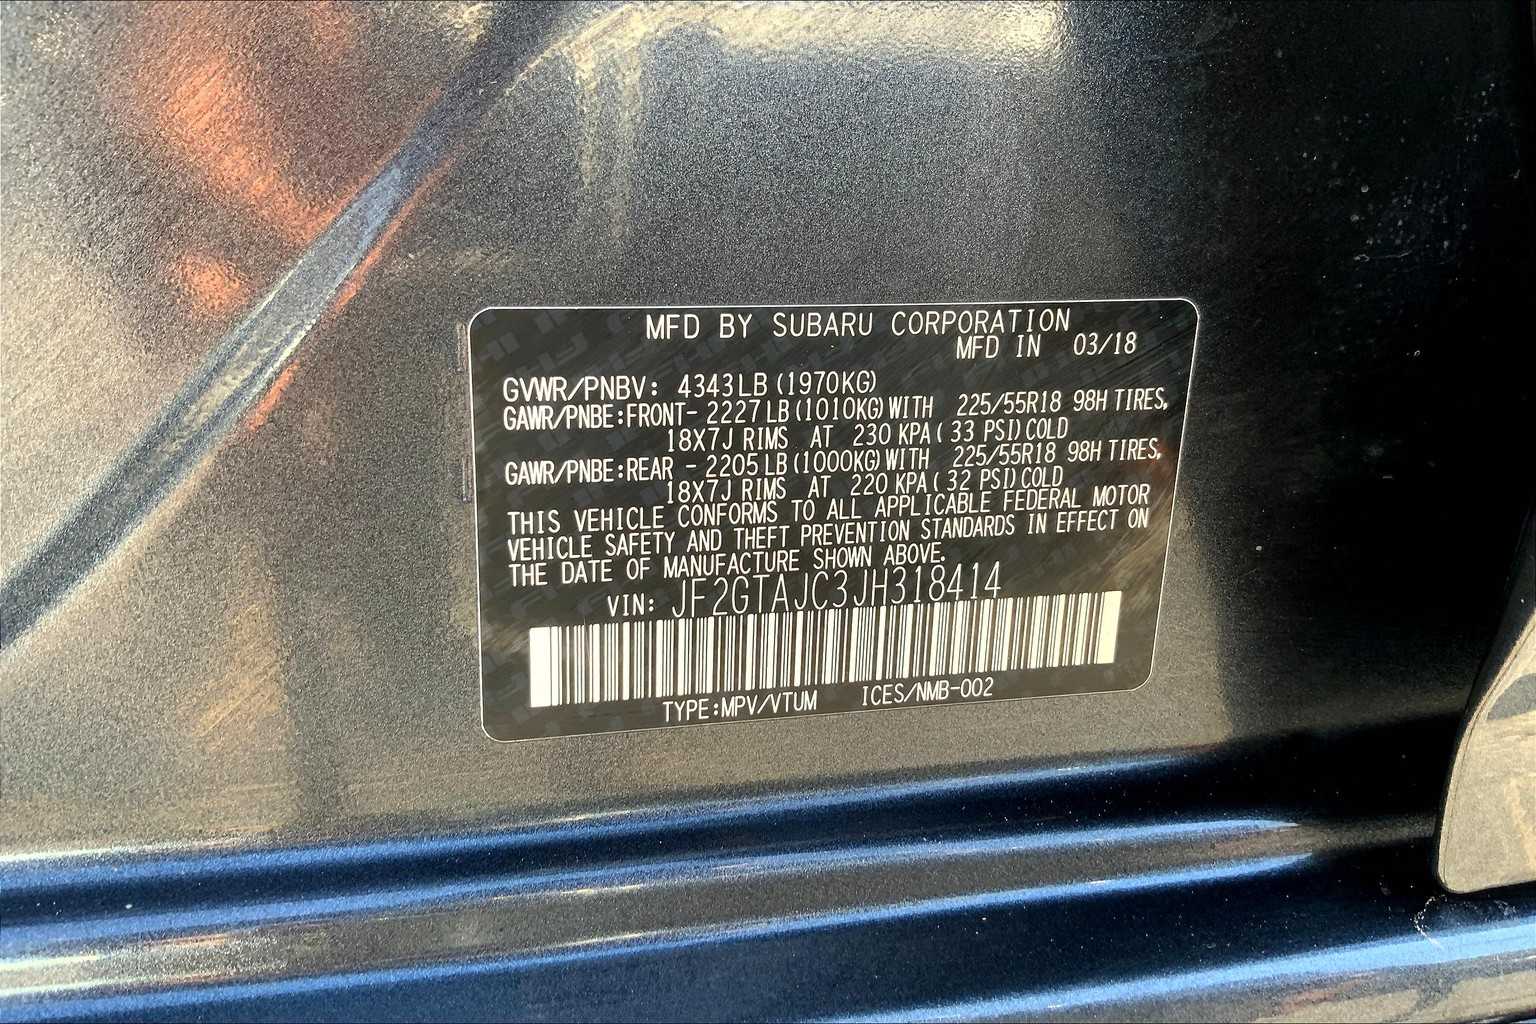 MFD BY SUBARU CORPORATION
MFD IN 03/18
GVWR/PNBV: 4343LB (1970KG)
GAWR/PNBE:FRONT- 2227LB (1010KG) WITH 225/55R18 98H TIRES,
18X7J RIMS AT 230 KPA ( 33 PSI) COLD
GAWR/PNBE:REAR - 2205LB (1000KG) WITH 225/55R18 98H TIRES,
18X7J RIMS AT 220 KPA ( 32 PSI) COLD
THIS VEHICLE CONFORMS TO ALL APPLICABLE FEDERAL MOTOR
VEHICLE SAFETY AND THEFT PREVENTION STANDARDS IN EFFECT ON
THE DATE OF MANUFACTURE SHOWN ABOVE.
VIN: JF2GTAJC3JH318414
TYPE:MPV/VTUM ICES/NMB-002